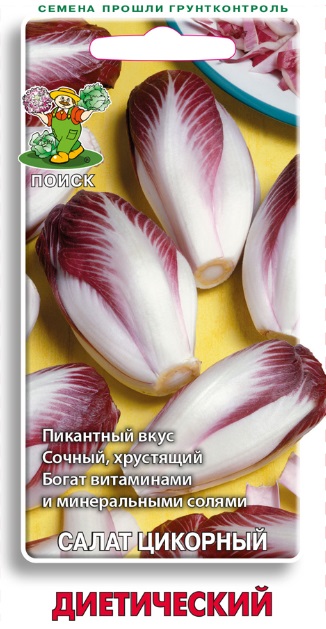 СЕМЕНА ПРОШЛИ ГРУНТКОНТРОЛЬ
ПОИСК
Пикантный вкус
Сочный, хрустящий
Богат витаминами
и минеральными солями
САЛАТ ЦИКОРНЫЙ
ДИЕТИЧЕСКИЙ